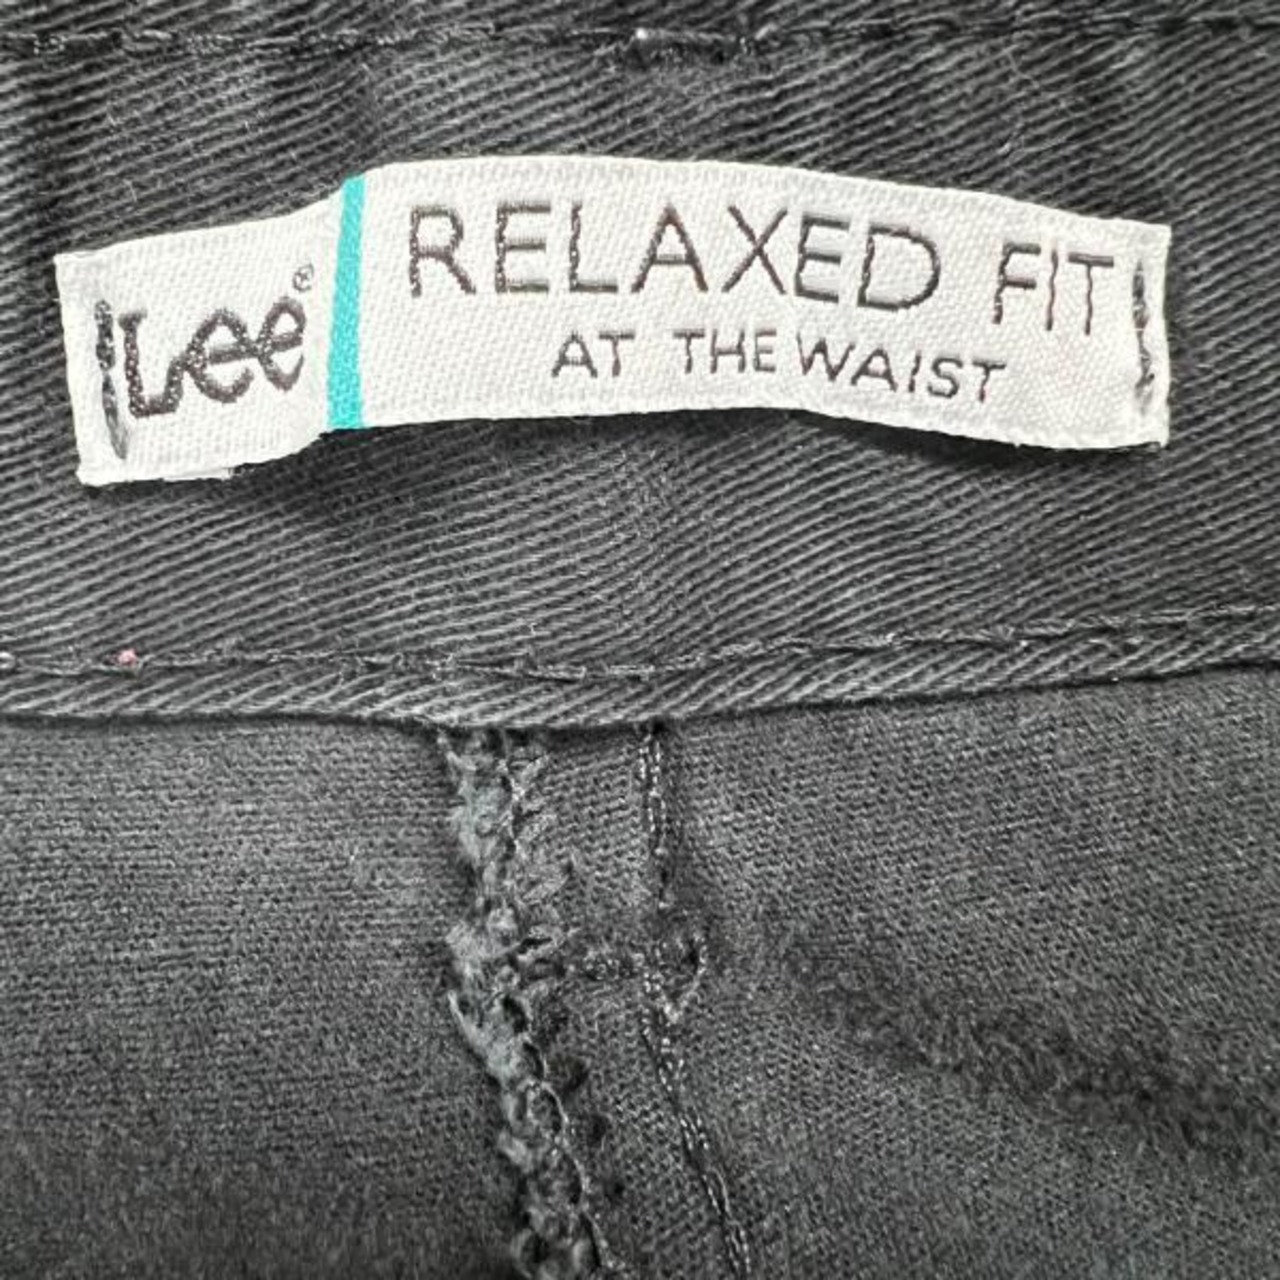 Lee®
RELAXED FIT
AT THE WAIST